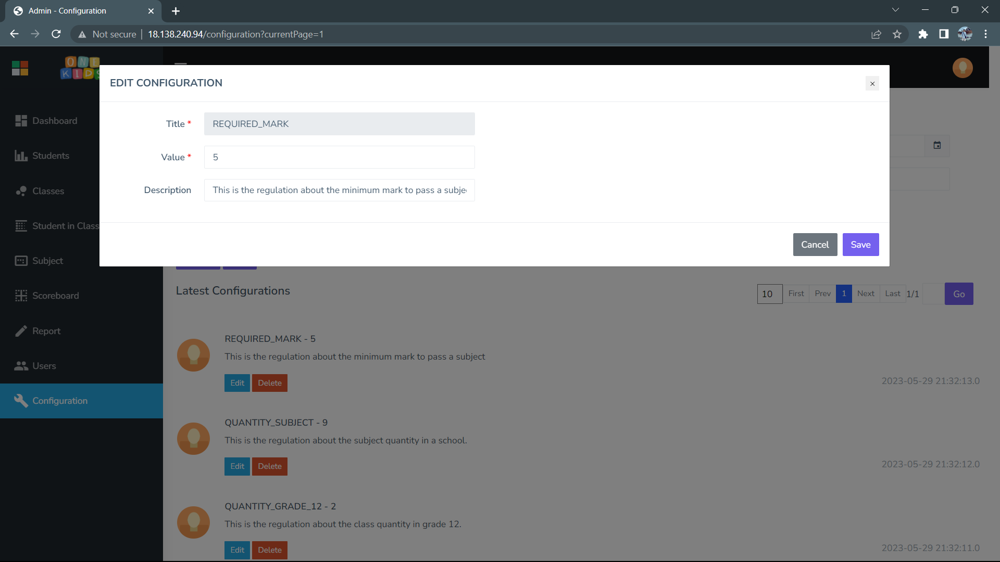 Admin - Configuration
Not secure
18.138.240.94/configuration?currentPage=1
ONE
KIDS
EDIT CONFIGURATION
×
Title *
REQUIRED_MARK
Value *
5
Description
This is the regulation about the minimum mark to pass a subje
Cancel
Save
Dashboard
Students
Classes
Student in Class
Subject
Scoreboard
Report
Users
Configuration
Latest Configurations
10 First Prev 1 Next Last 1/1 Go
REQUIRED_MARK - 5
This is the regulation about the minimum mark to pass a subject
Edit Delete
2023-05-29 21:32:13.0
QUANTITY_SUBJECT - 9
This is the regulation about the subject quantity in a school.
Edit Delete
2023-05-29 21:32:12.0
QUANTITY_GRADE_12 - 2
This is the regulation about the class quantity in grade 12.
Edit Delete
2023-05-29 21:32:11.0